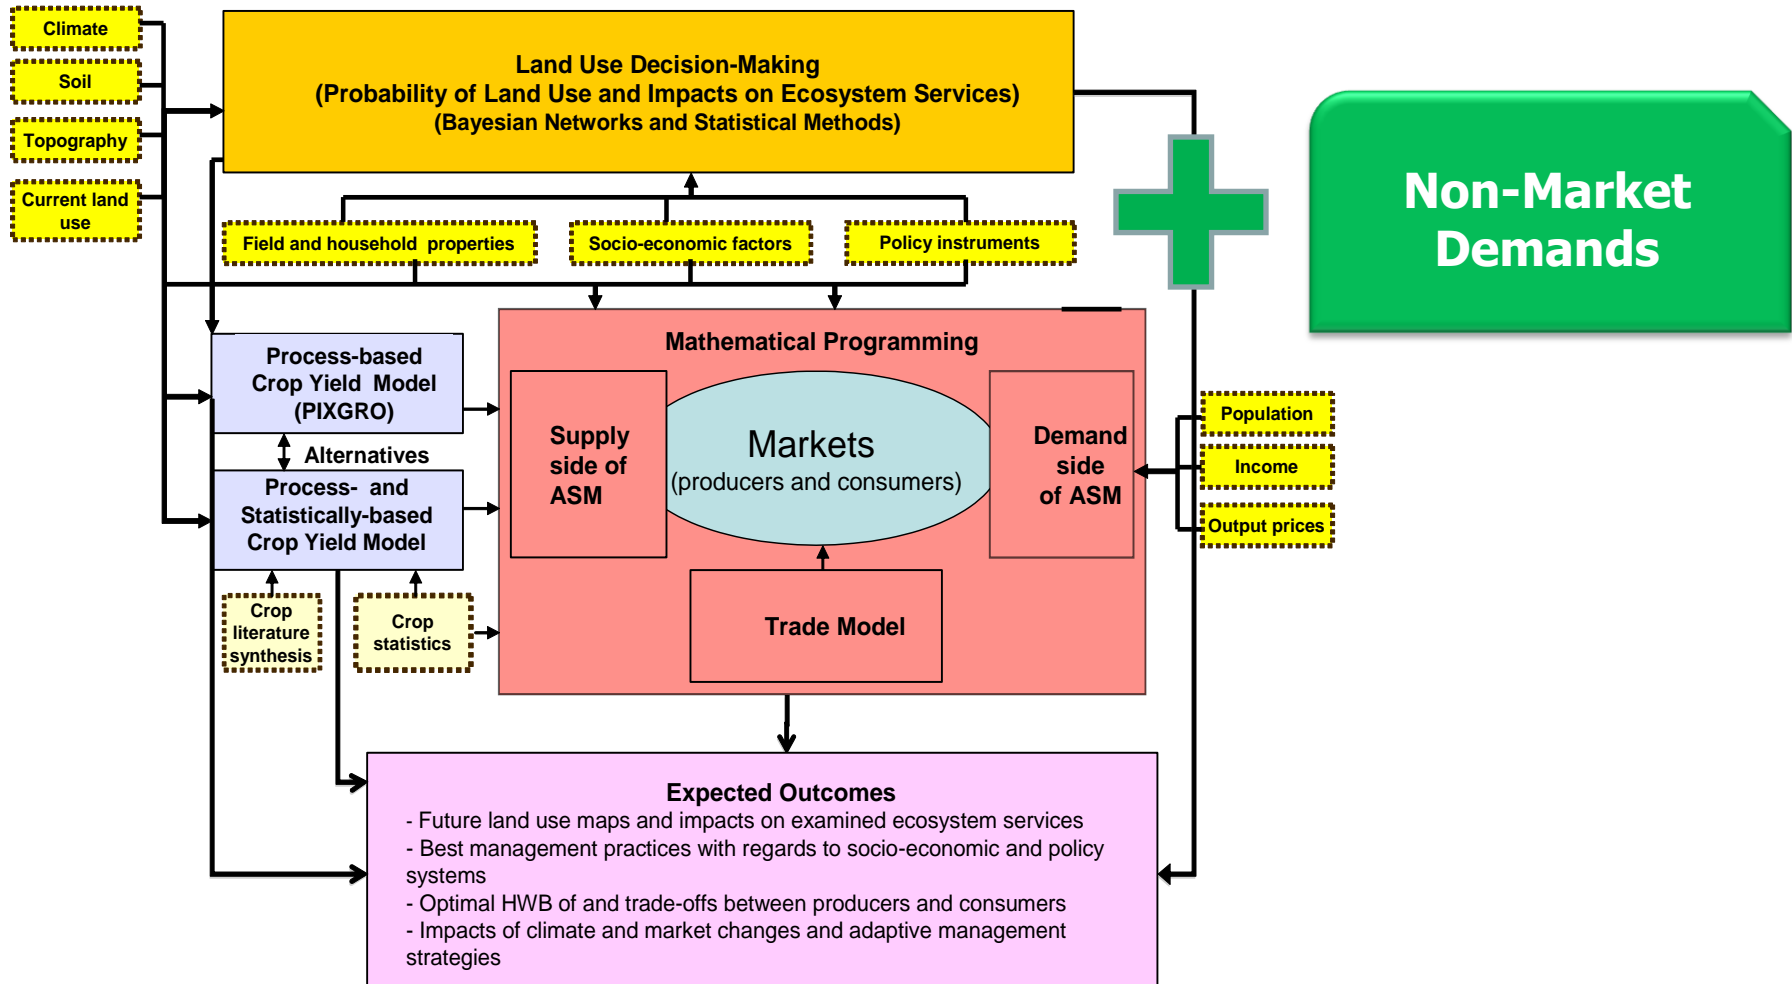 Climate
Soil
Topography
Current land
use
Land Use Decision-Making
(Probability of Land Use and Impacts on Ecosystem Services)
(Bayesian Networks and Statistical Methods)
Non-Market
Demands
Field and household properties
Socio-economic factors
Policy instruments
Process-based
Crop Yield Model
(PIXGRO)
Alternatives
Process- and
Statistically-based
Crop Yield Model
Crop
literature
synthesis
Crop
statistics
Mathematical Programming
Supply
side of
ASM
Markets
(producers and consumers)
Demand
side
of ASM
Trade Model
Population
Income
Output prices
Expected Outcomes
- Future land use maps and impacts on examined ecosystem services
- Best management practices with regards to socio-economic and policy
systems
- Optimal HWB of and trade-offs between producers and consumers
- Impacts of climate and market changes and adaptive management
strategies